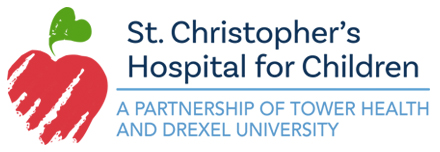 St. Christopher's
Hospital for Children
A PARTNERSHIP OF TOWER HEALTH
AND DREXEL UNIVERSITY